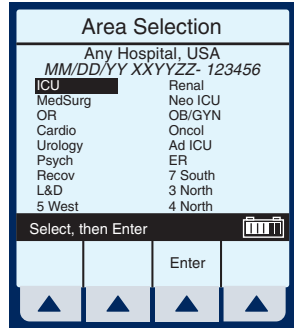 Area Selection
Any Hospital, USA
MM/DD/YY XXYYZZ- 123456
ICU Renal
MedSurg Neo ICU
OR OB/GYN
Cardio Oncol
Urology Ad ICU
Psych ER
Recov 7 South
L&D 3 North
5 West 4 North
Select, then Enter
Enter